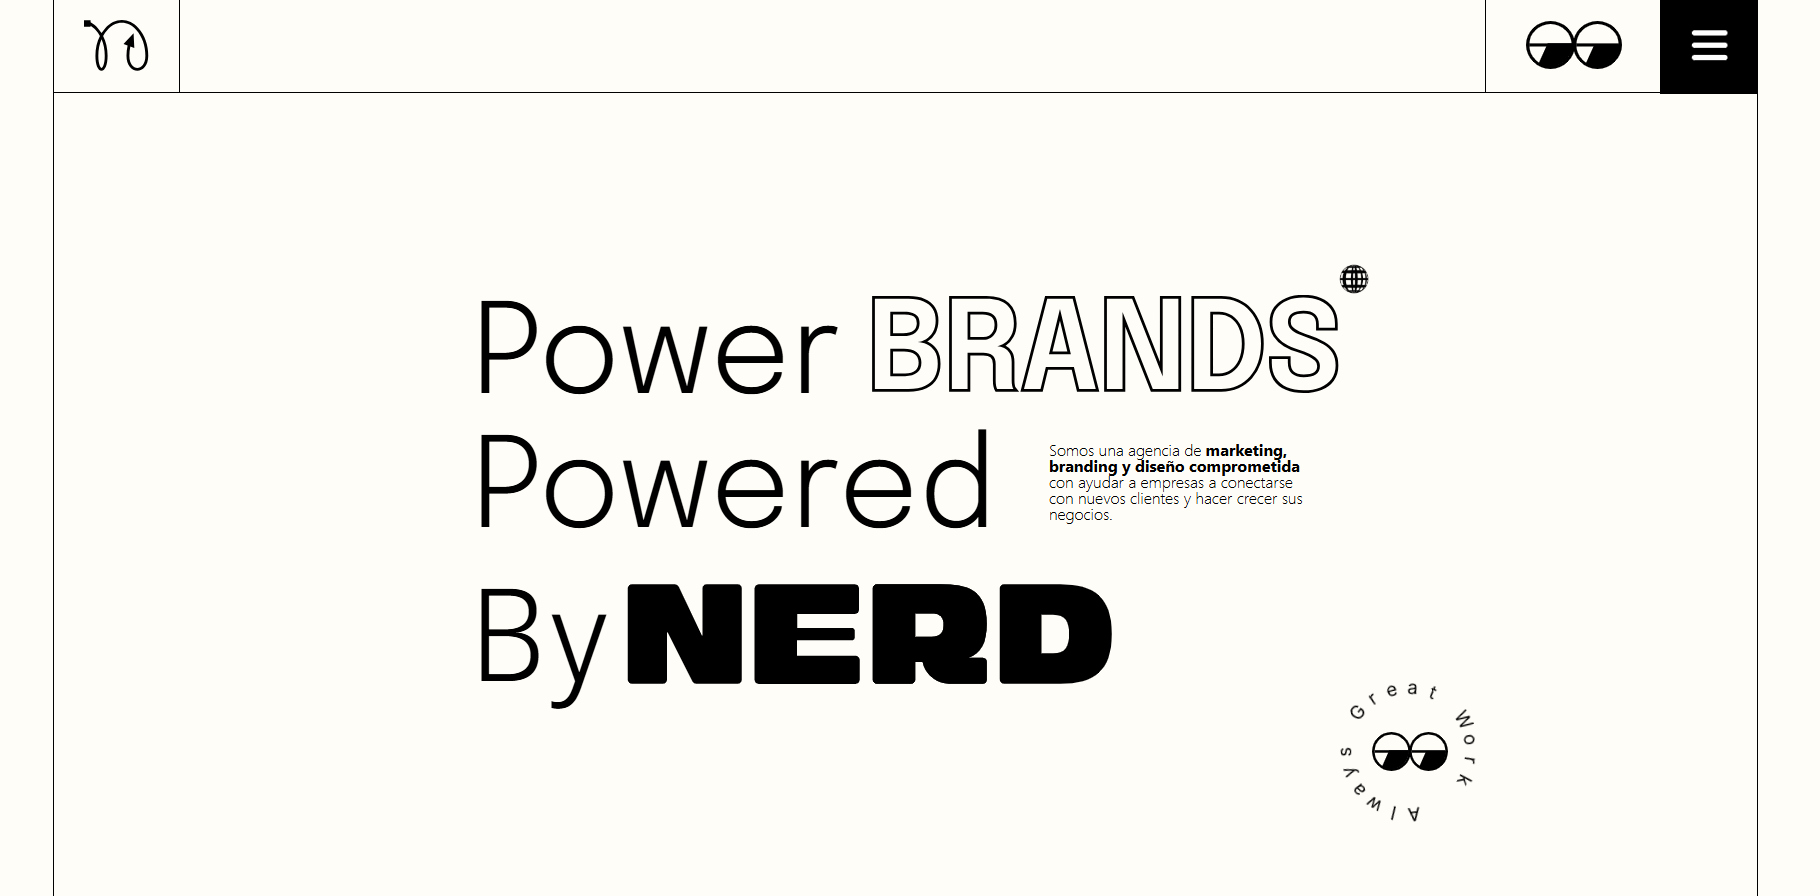 Power BRANDS
Powered
Somos una agencia de marketing,
branding y diseño comprometida
con ayudar a empresas a conectarse
con nuevos clientes y hacer crecer sus
negocios.
By NERD
Always Great Work